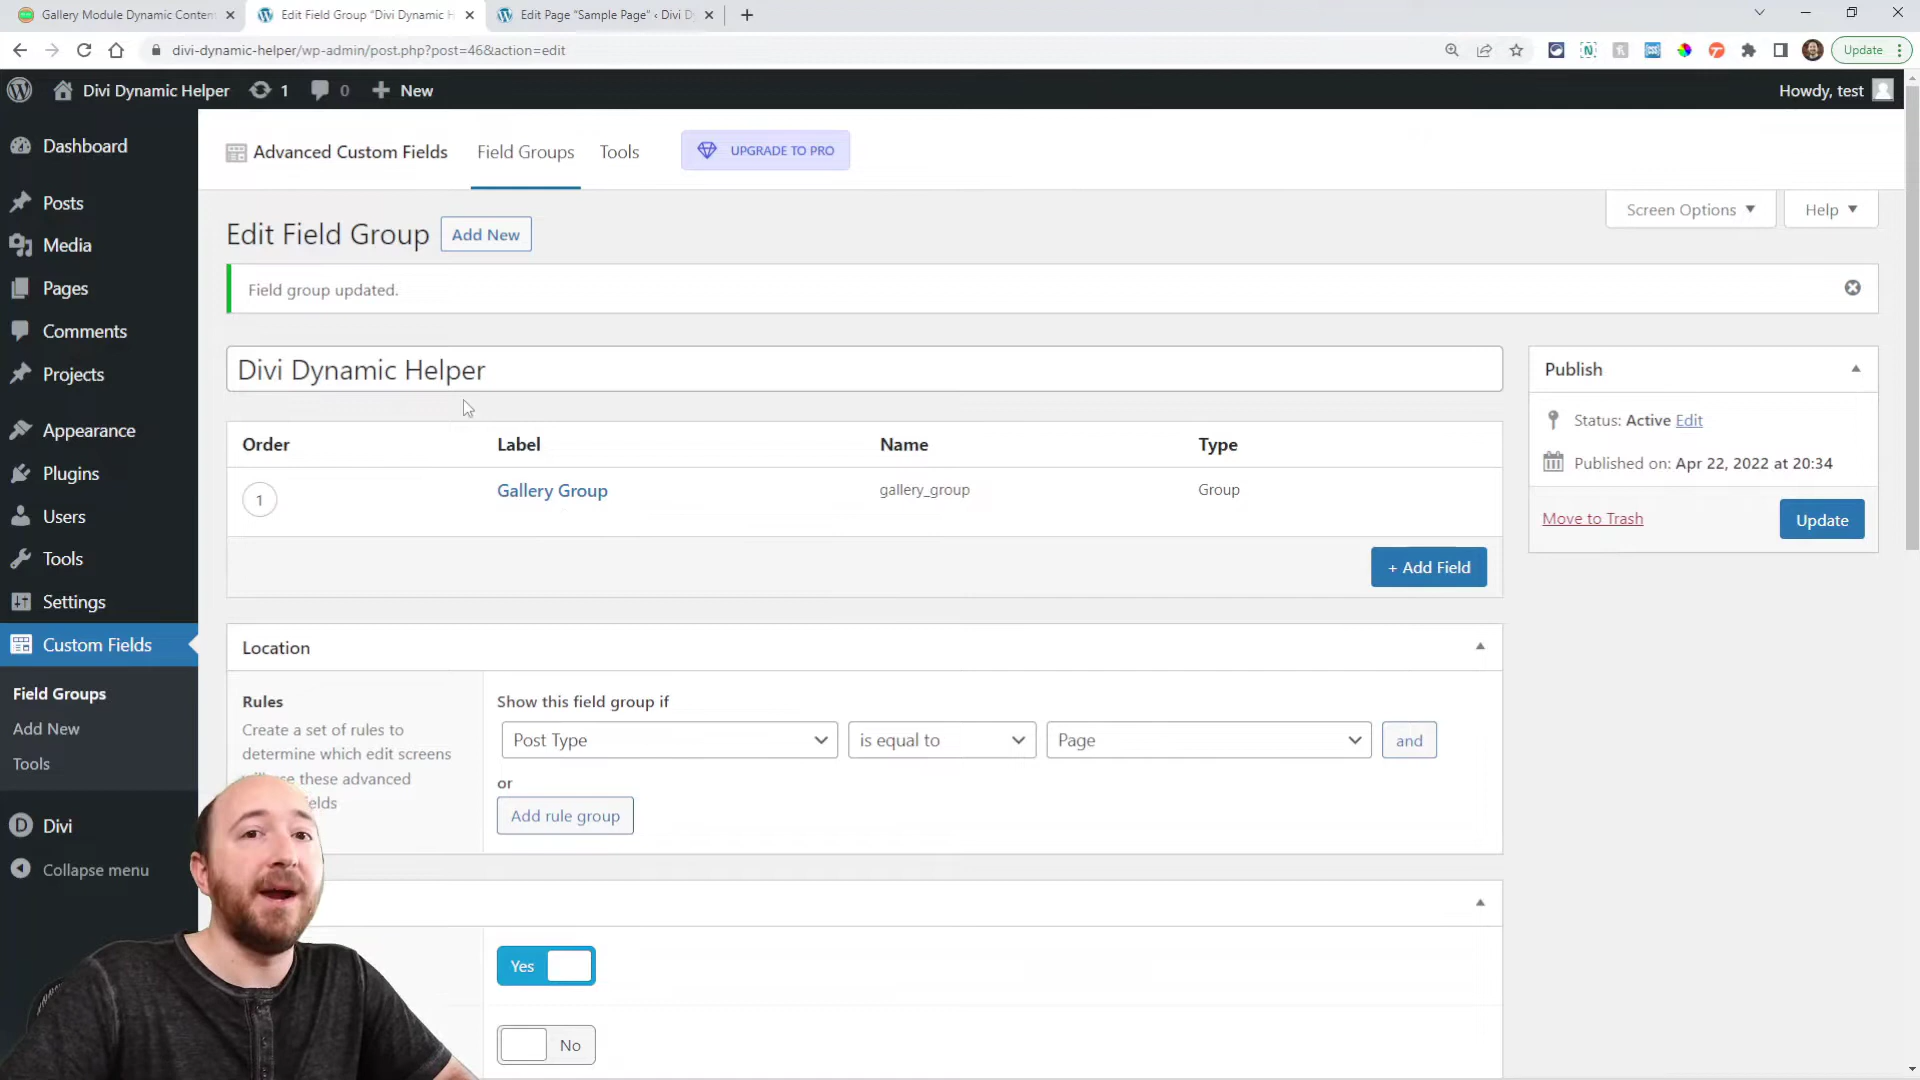 Gallery Module Dynamic Conten
Edit Field Group "Divi Dynamic H
Edit Page "Sample Page" ‹ Divi D
divi-dynamic-helper/wp-admin/post.php?post=46&action=edit
Update
Divi Dynamic Helper
1
0
New
Howdy, test
Dashboard
Posts
Media
Pages
Comments
Projects
Appearance
Plugins
Users
Tools
Settings
Custom Fields
Field Groups
Add New
Tools
Divi
Collapse menu
Advanced Custom Fields
Field Groups
Tools
UPGRADE TO PRO
Screen Options
Help
Edit Field Group
Add New
Field group updated.
Divi Dynamic Helper
Order Label Name Type
1 Gallery Group gallery_group Group
+ Add Field
Publish
Status: Active Edit
Published on: Apr 22, 2022 at 20:34
Move to Trash
Update
Location
Rules
Create a set of rules to
determine which edit screens
these advanced
Show this field group if
Post Type
is equal to
Page
and
or
Add rule group
Yes
No